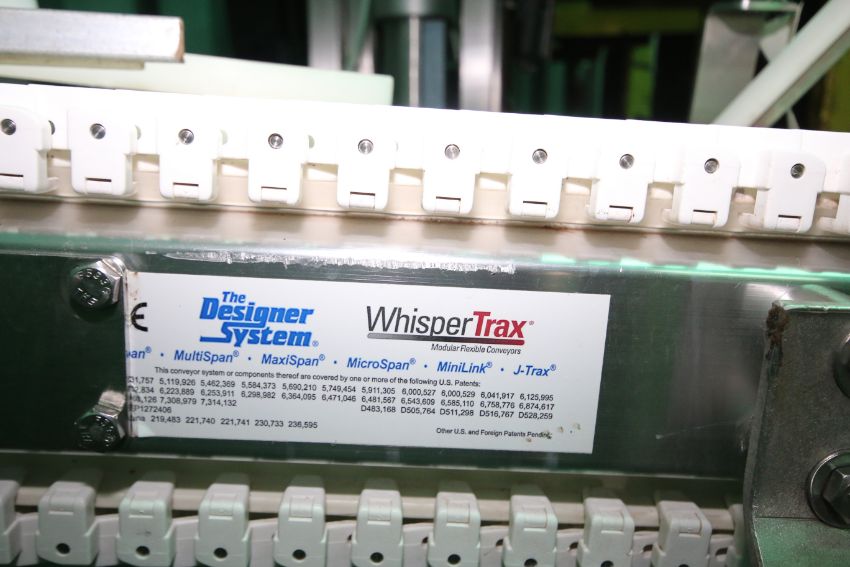 The
Designer
System®
WhisperTrax®
Modular Flexible Conveyors
an® • MultiSpan® • MaxiSpan® • MicroSpan® • MiniLink® • J-Trax®
This conveyor system or components thereof are covered by one or more of the following U.S. Patents:
31,757 5,119,926 5,462,369 5,584,373 5,690,210 5,749,454 5,911,305 6,000,527 6,000,529 6,041,917 6,125,995
2,834 6,223,889 6,253,911 6,298,982 6,364,095 6,471,046 6,481,567 6,543,609 6,585,110 6,758,776 6,874,617
126 7,308,979 7,314,132 D483,168 D505,764 D511,298 D516,767 D528,259
EP1272406
219,483 221,740 221,741 230,733 236,595
Other U.S. and Foreign Patents Pending